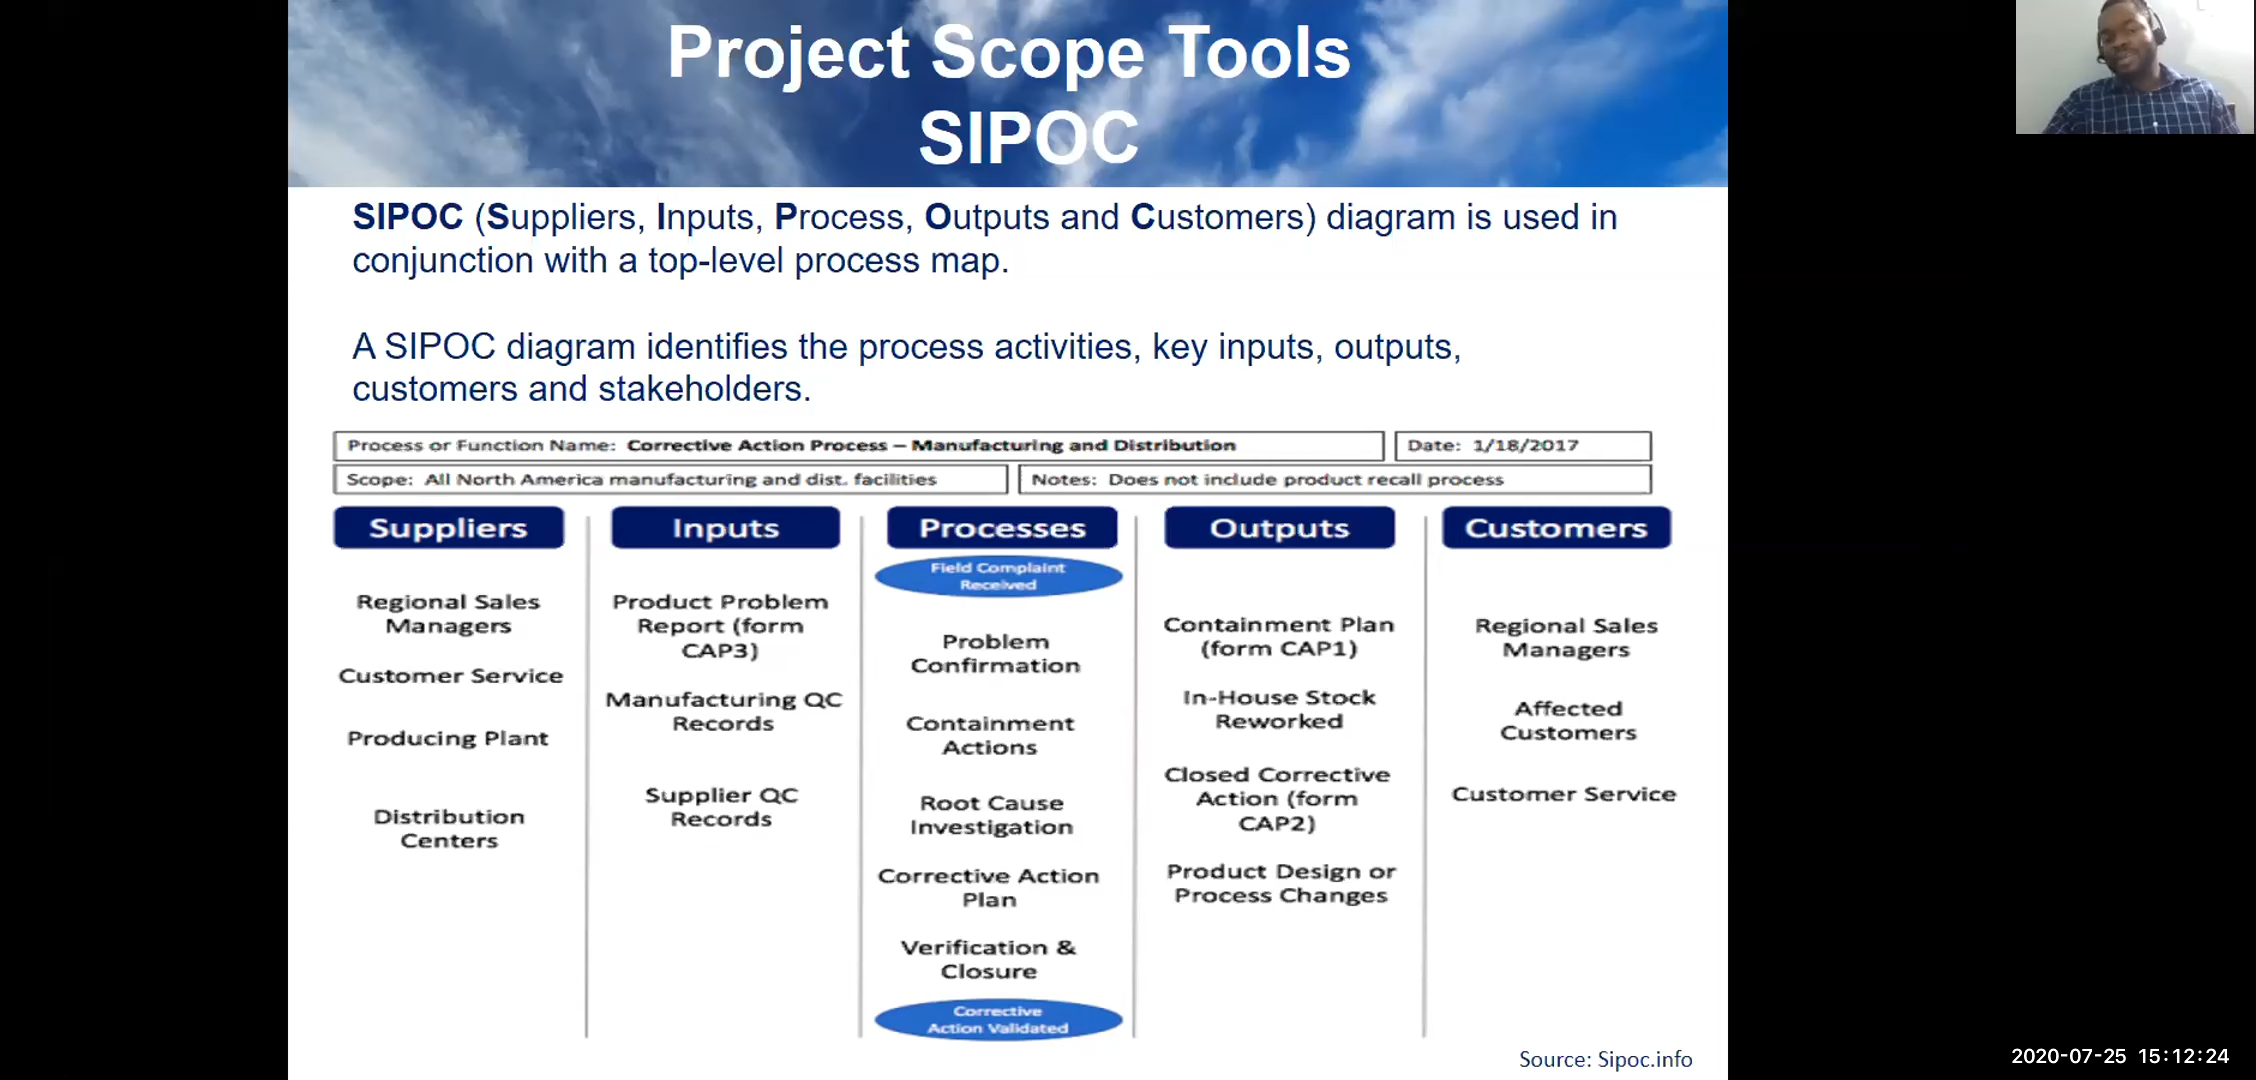 Project Scope Tools
SIPOC
SIPOC (Suppliers, Inputs, Process, Outputs and Customers) diagram is used in
conjunction with a top-level process map.
A SIPOC diagram identifies the process activities, key inputs, outputs,
customers and stakeholders.
Process or Function Name: Corrective Action Process – Manufacturing and Distribution
Date: 1/18/2017
Scope: All North America manufacturing and dist. facilities
Notes: Does not include product recall process
Suppliers
Regional Sales
Managers
Customer Service
Producing Plant
Distribution
Centers
Inputs
Product Problem
Report (form
CAP3)
Manufacturing QC
Records
Supplier QC
Records
Processes
Field Complaint
Received
Problem
Confirmation
Containment
Actions
Root Cause
Investigation
Corrective Action
Plan
Verification &
Closure
Corrective
Action Validated
Outputs
Containment Plan
(form CAP1)
In-House Stock
Reworked
Closed Corrective
Action (form
CAP2)
Product Design or
Process Changes
Customers
Regional Sales
Managers
Affected
Customers
Customer Service
Source: Sipoc.info
2020-07-25 15:12:24